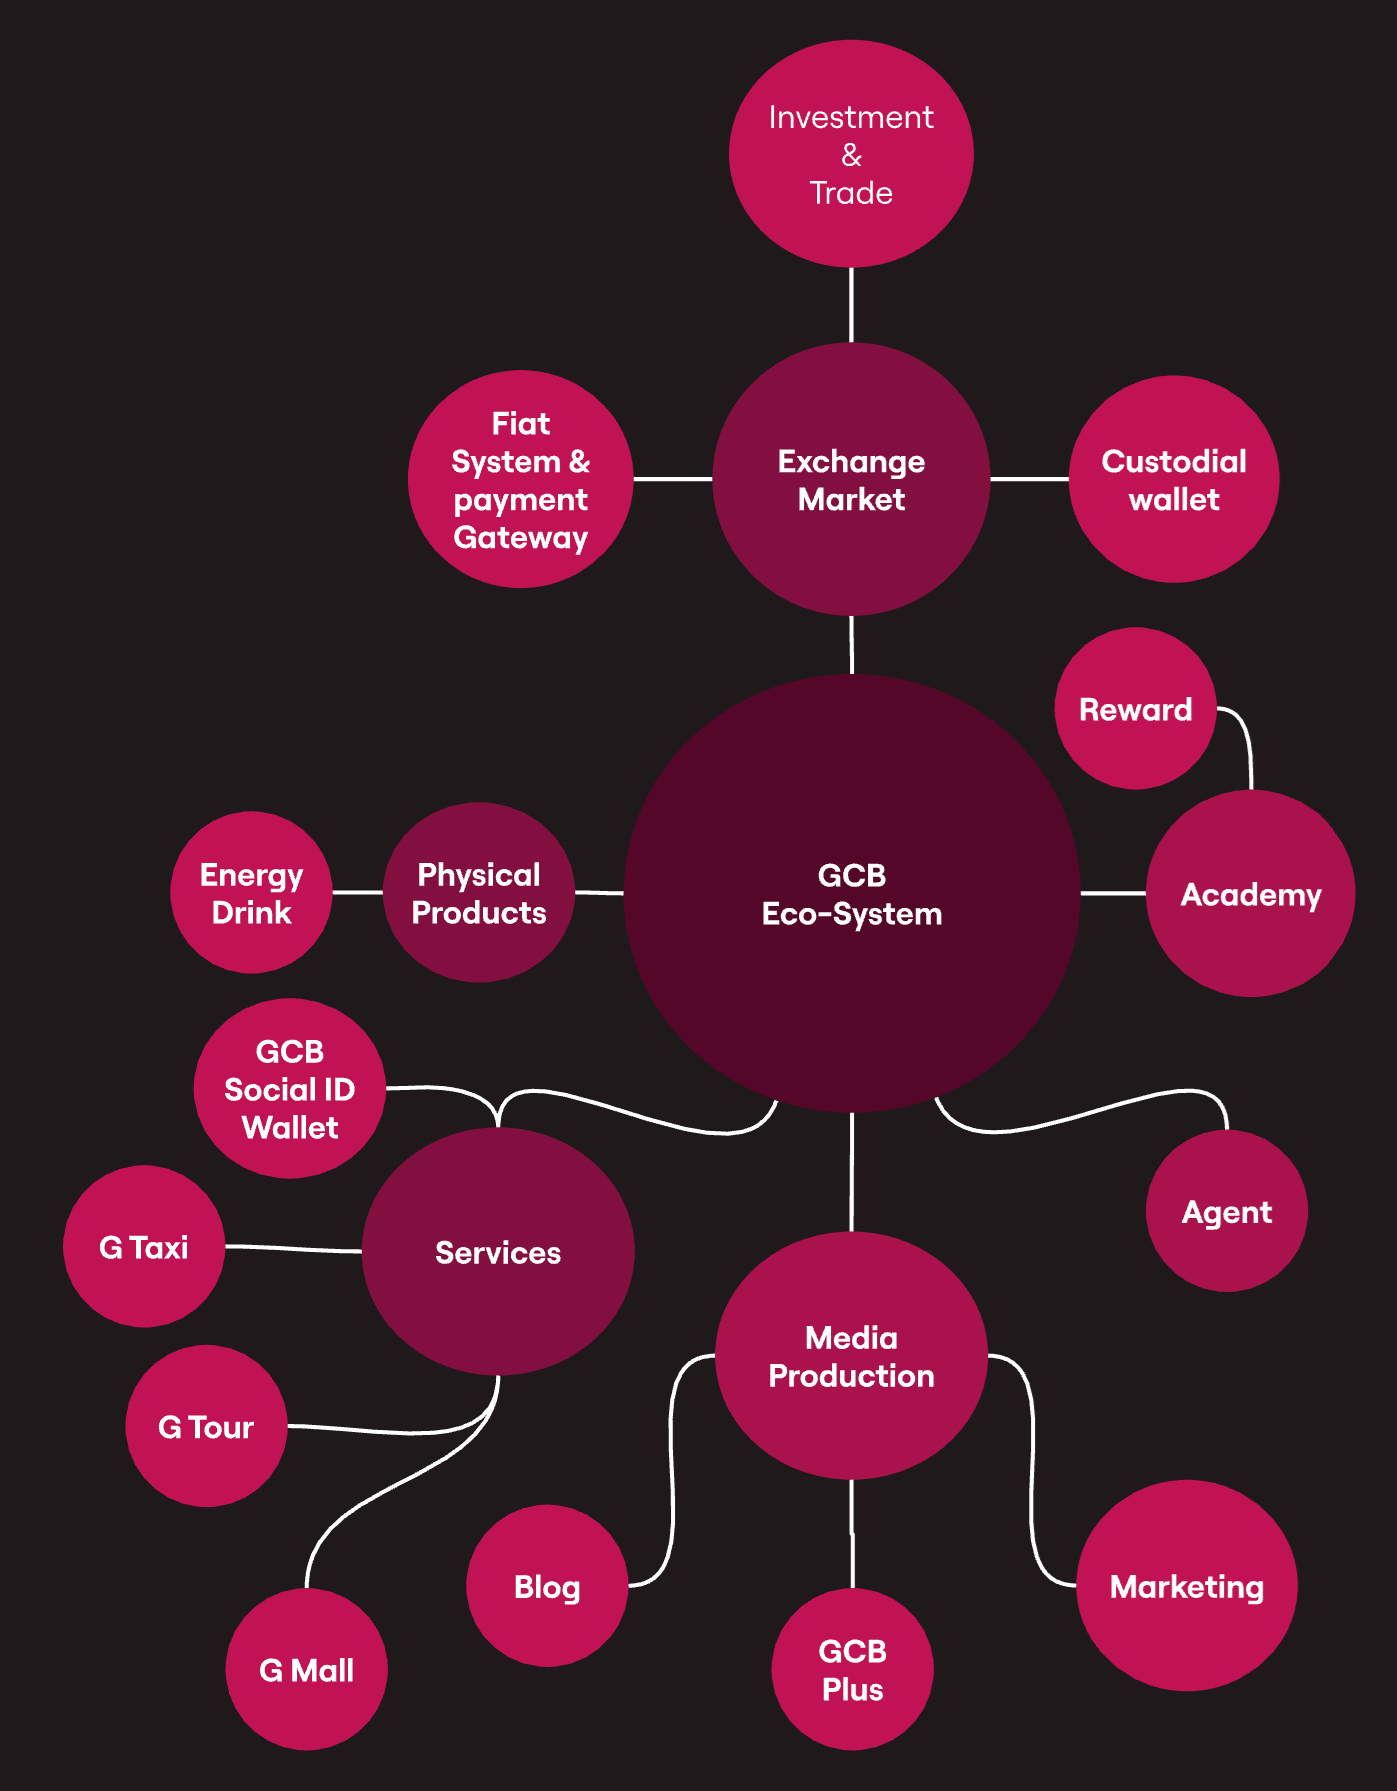 Investment
&
Trade
Fiat
System &
payment
Gateway
Exchange
Market
Custodial
wallet
Reward
Energy
Drink
Physical
Products
GCB
Eco-System
Academy
GCB
Social ID
Wallet
G Taxi
Services
Agent
Media
Production
G Tour
Blog
Marketing
G Mall
GCB
Plus